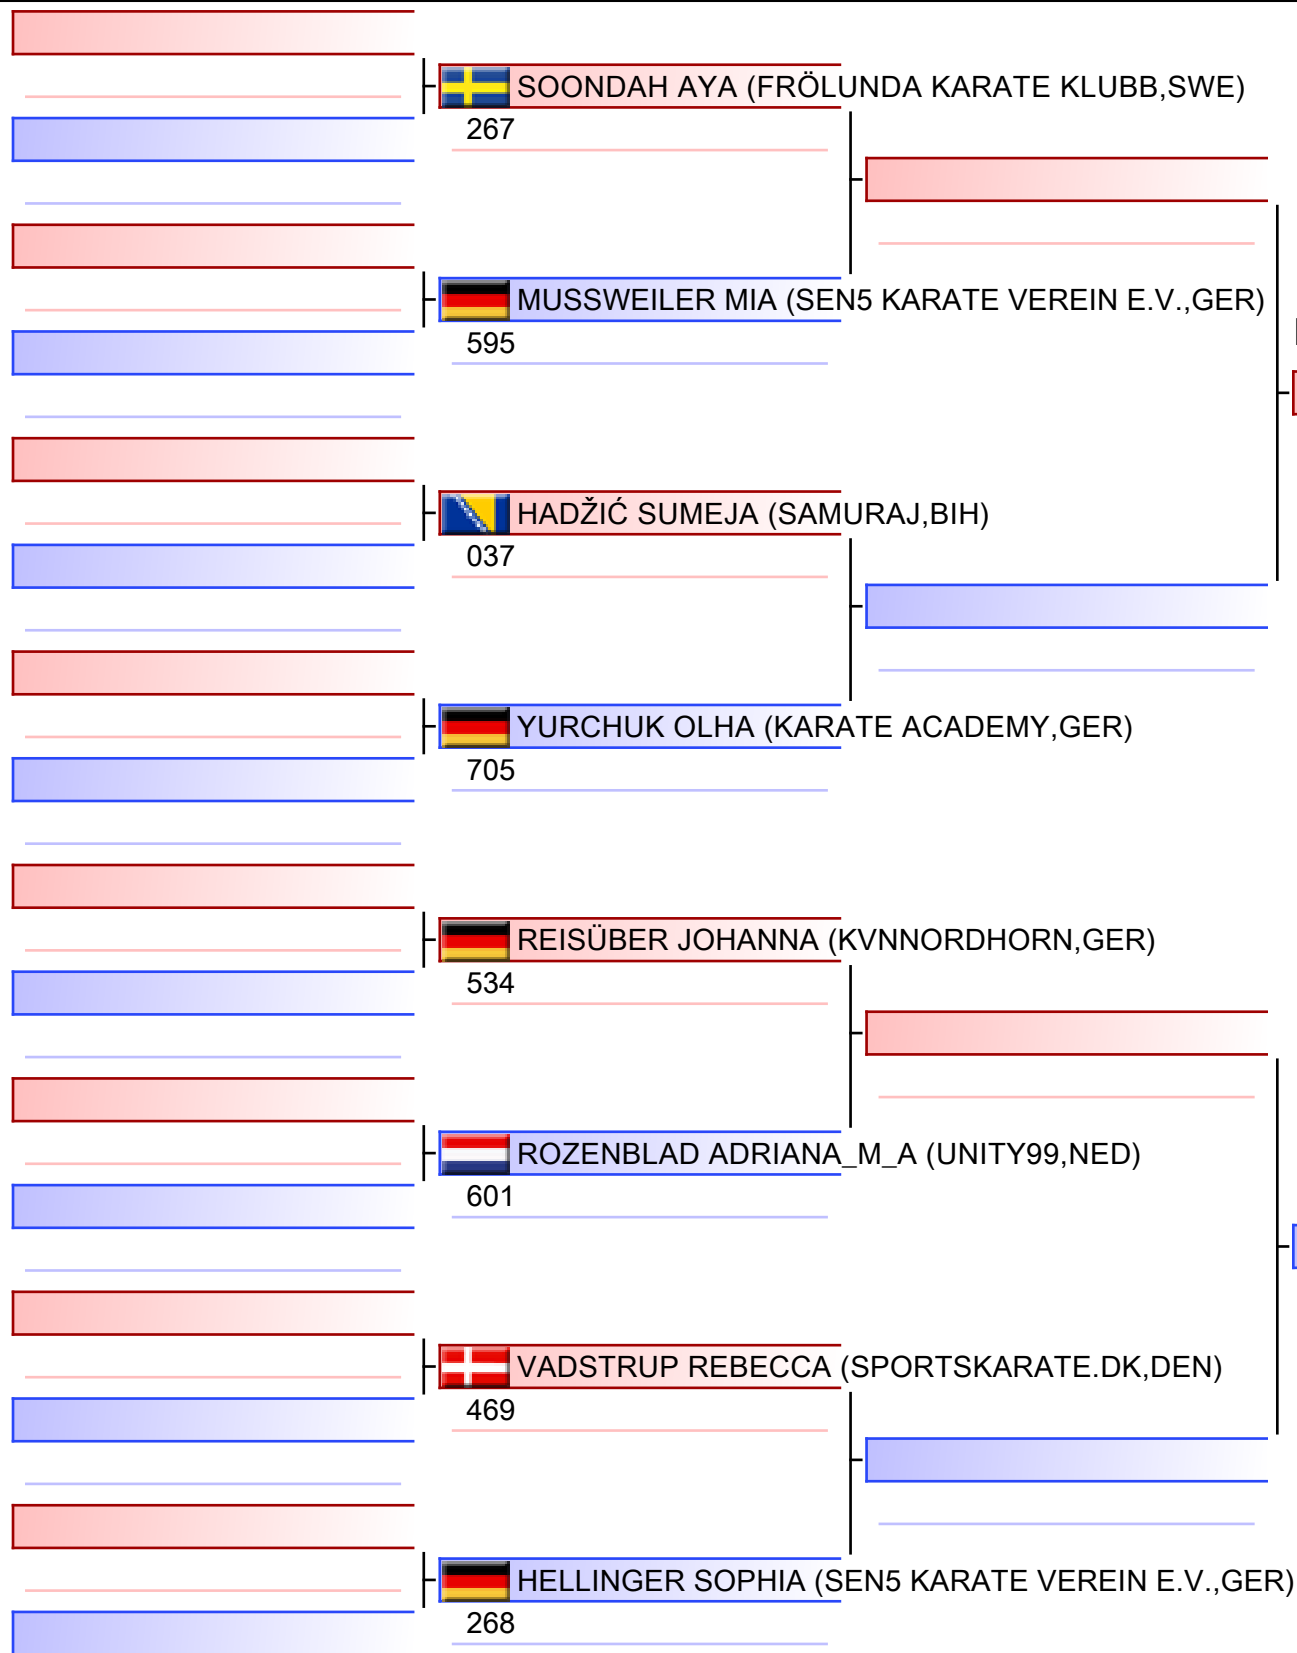 SOONDAH AYA (FRÖLUNDA KARATE KLUBB,SWE)
267
MUSSWEILER MIA (SEN5 KARATE VEREIN E.V.,GER)
595
HADŽIĆ SUMEJA (SAMURAJ,BIH)
037
YURCHUK OLHA (KARATE ACADEMY,GER)
705
REISÜBER JOHANNA (KVNNORDHORN,GER)
534
ROZENBLAD ADRIANA_M_A (UNITY99,NED)
601
VADSTRUP REBECCA (SPORTSKARATE.DK,DEN)
469
HELLINGER SOPHIA (SEN5 KARATE VEREIN E.V.,GER)
268